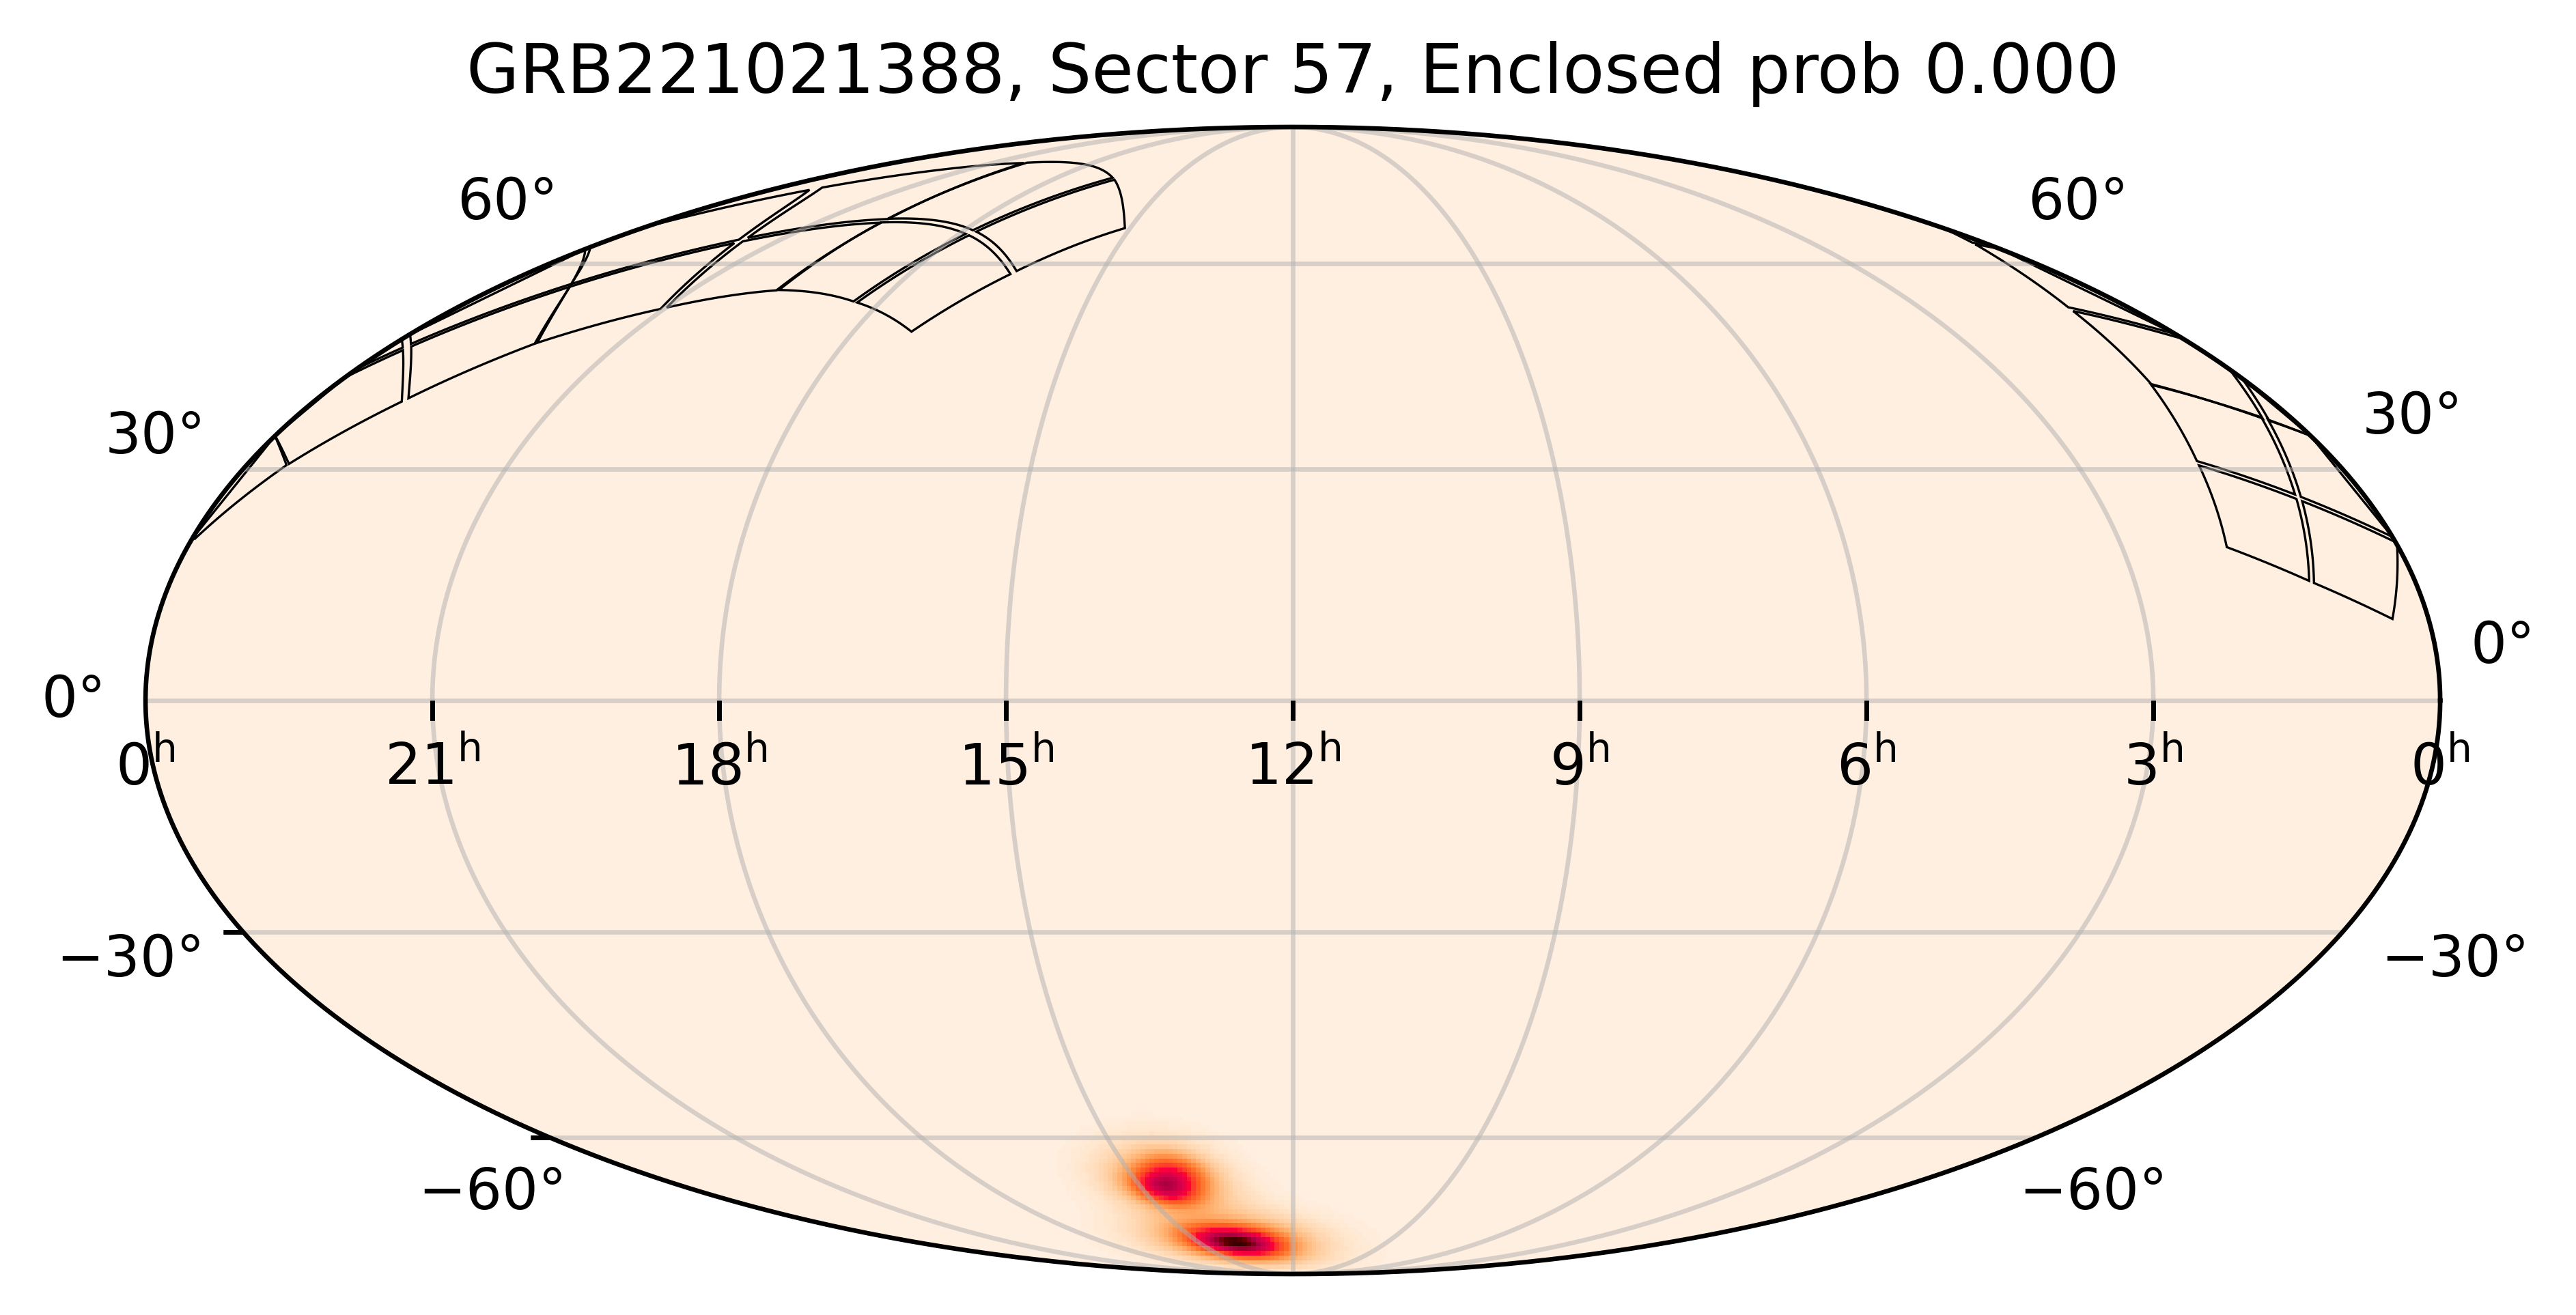 GRB221021388, Sector 57, Enclosed prob 0.000
60° 60°
30° 30°
0° 0°
0h 21h 18h 15h 12h 9h 6h 3h 0h
−30° −30°
−60° −60°